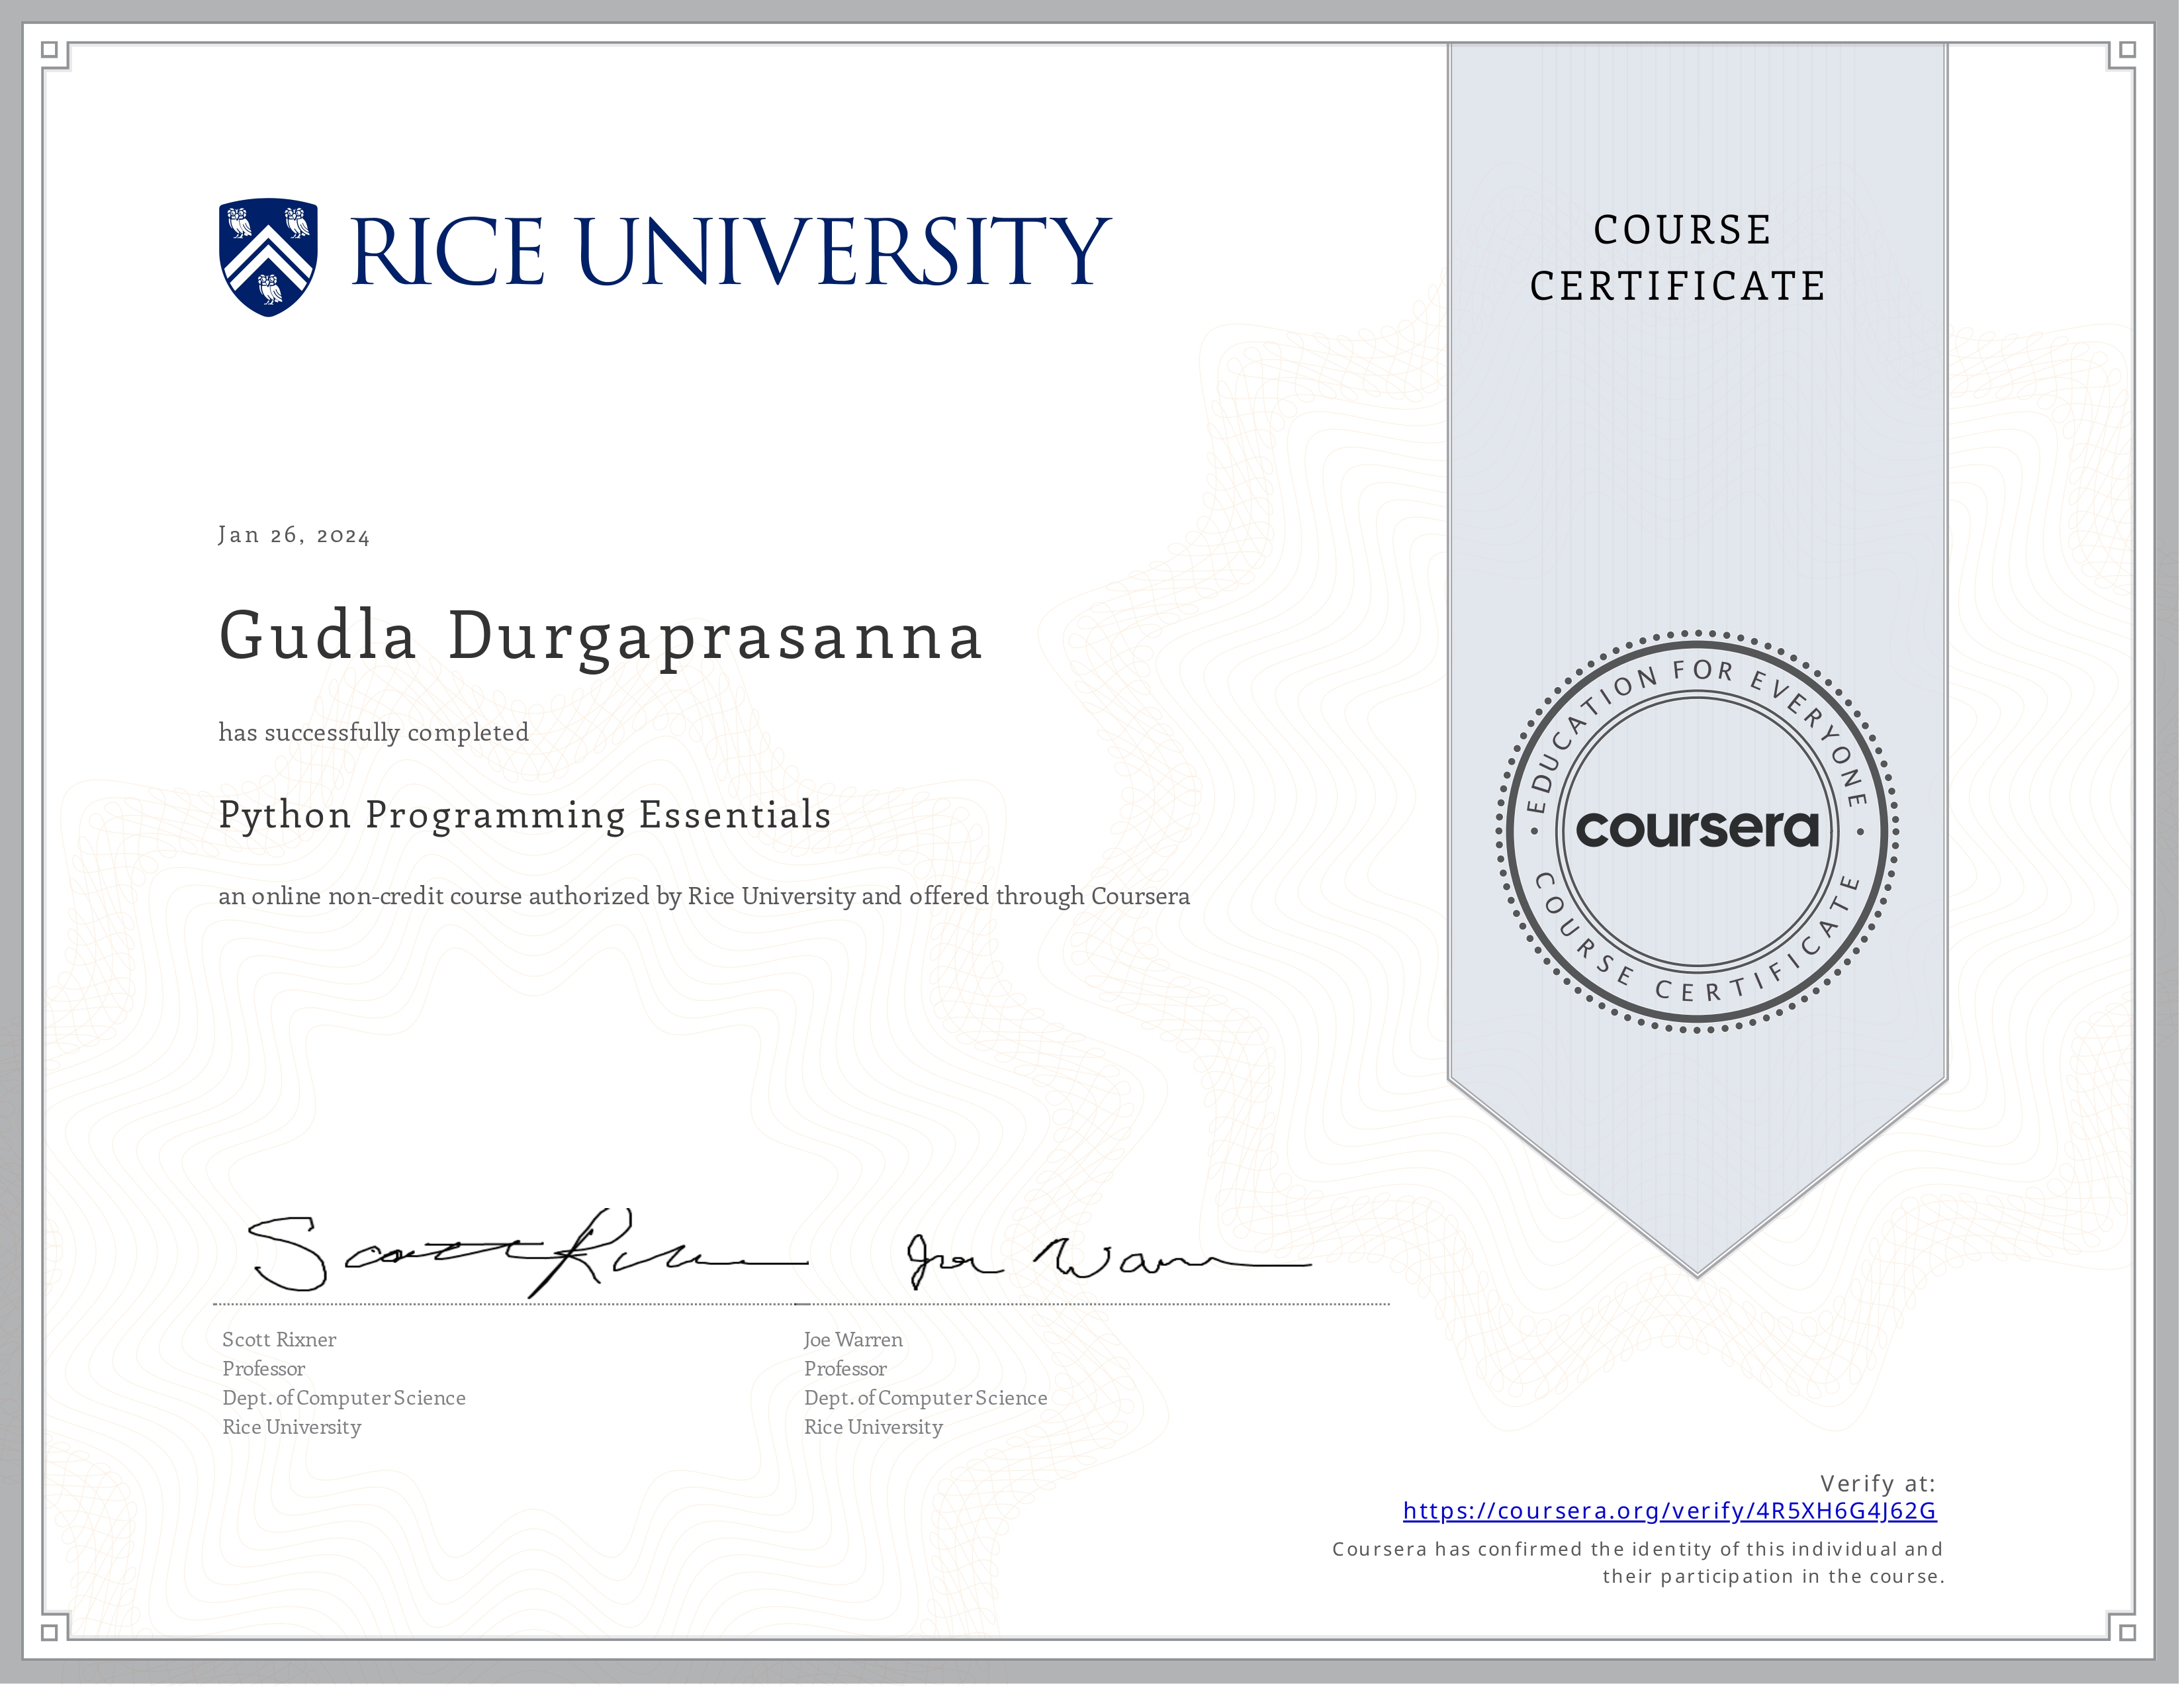 RICE UNIVERSITY
COURSE
CERTIFICATE
Jan 26, 2024
Gudla Durgaprasanna
has successfully completed
Python Programming Essentials
an online non-credit course authorized by Rice University and offered through Coursera
EDUCATION FOR EVERYONE
coursera
COURSE CERTIFICATE
Scott Rixner
Professor
Dept. of Computer Science
Rice University
Joe Warren
Professor
Dept. of Computer Science
Rice University
Verify at:
https://coursera.org/verify/4R5XH6G4J62G
Coursera has confirmed the identity of this individual and
their participation in the course.